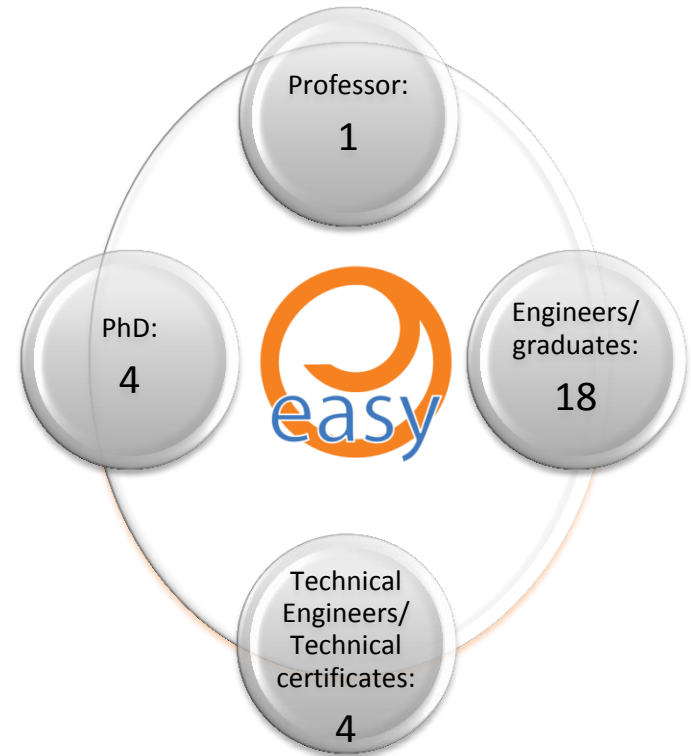 Professor:
1
PhD:
4
easy
Engineers/
graduates:
18
Technical
Engineers/
Technical
certificates:
4